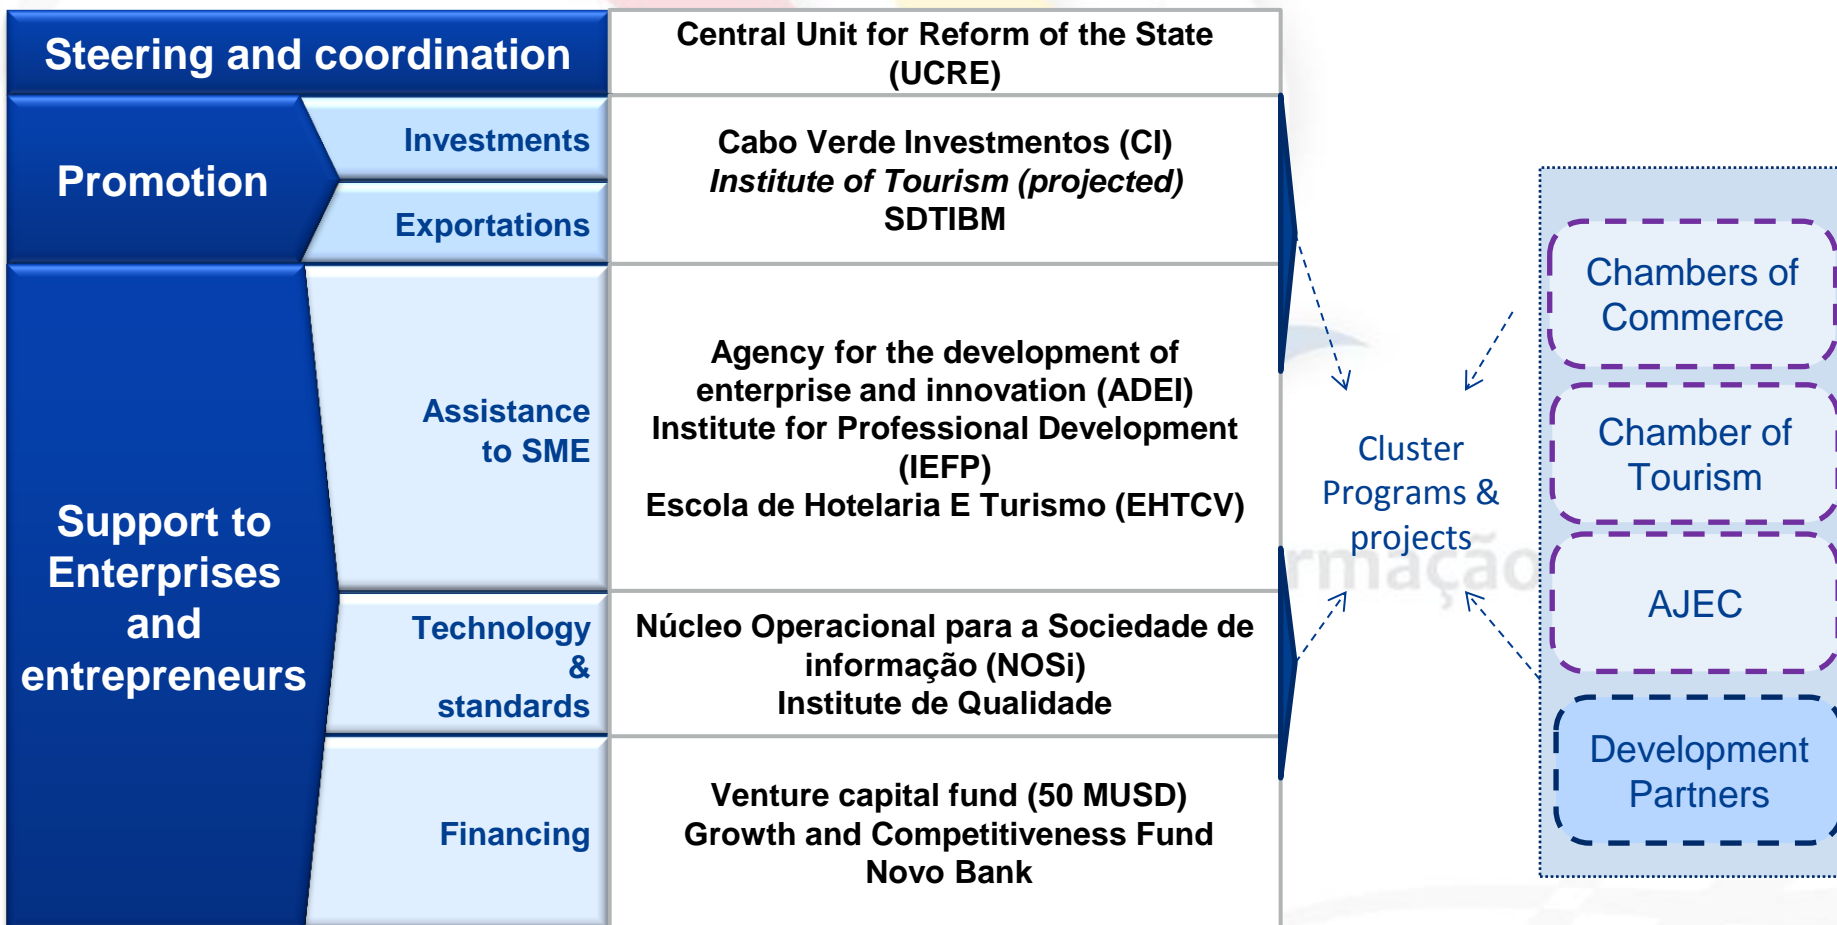 Steering and coordination
Central Unit for Reform of the State
(UCRE)
Promotion
Investments
Exportations
Cabo Verde Investmentos (CI)
Institute of Tourism (projected)
SDTIBM
Support to
Enterprises
and
entrepreneurs
Assistance
to SME
Agency for the development of
enterprise and innovation (ADEI)
Institute for Professional Development
(IEFP)
Escola de Hotelaria E Turismo (EHTCV)
Technology
&
standards
Núcleo Operacional para a Sociedade de
informação (NOSi)
Institute de Qualidade
Financing
Venture capital fund (50 MUSD)
Growth and Competitiveness Fund
Novo Bank
Cluster
Programs &
projects
rmação
Chambers of
Commerce
Chamber of
Tourism
AJEC
Development
Partners